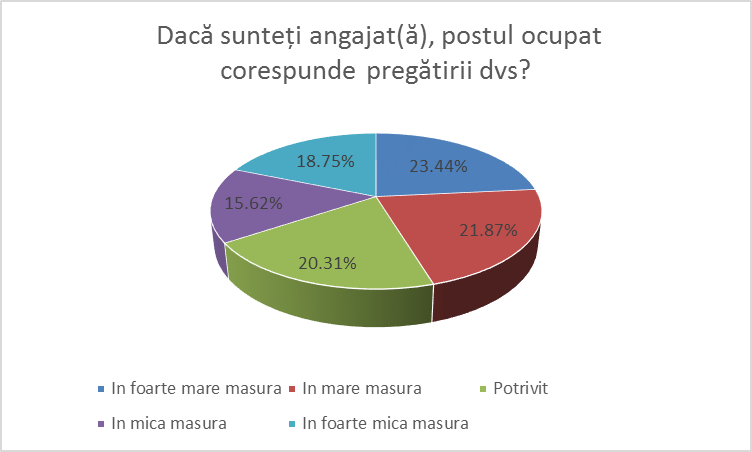 Dacă sunteți angajat(ă), postul ocupat
corespunde pregătirii dvs?
18.75%
23.44%
15.62%
21.87%
20.31%
In foarte mare masura
In mare masura
Potrivit
In mica masura
In foarte mica masura